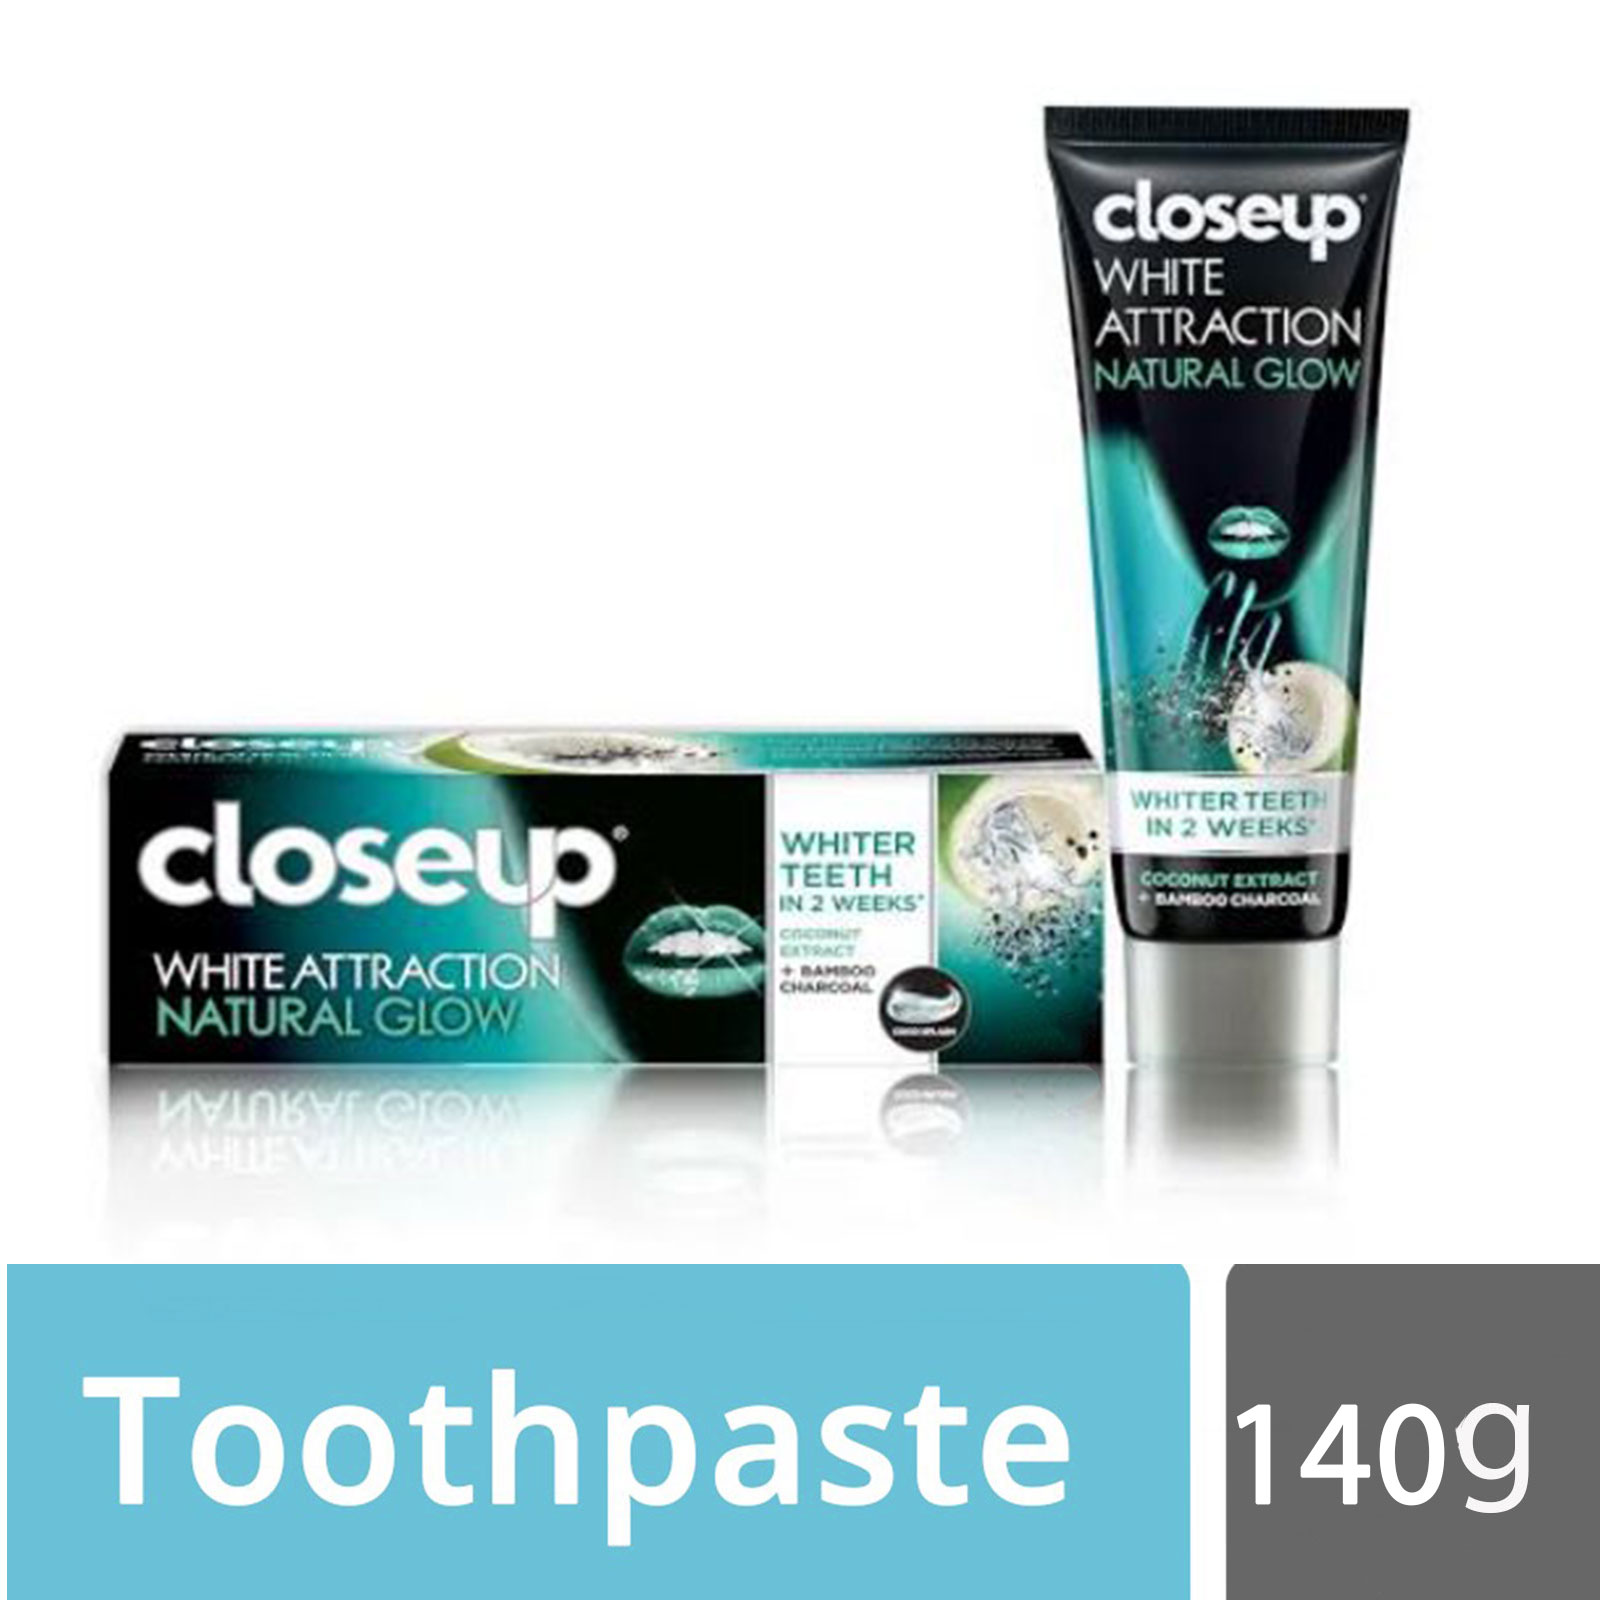 closeup
WHITE
ATTRACTION
NATURAL GLOW
WHITER TEETH
IN 2 WEEKS*
COCONUT EXTRACT
+ BAMBOO CHARCOAL
closeup
closeup®
WHITE ATTRACTION
NATURAL GLOW
WHITER
TEETH
IN 2 WEEKS*
COCONUT
EXTRACT
+ BAMBOO
CHARCOAL
Toothpaste
140g